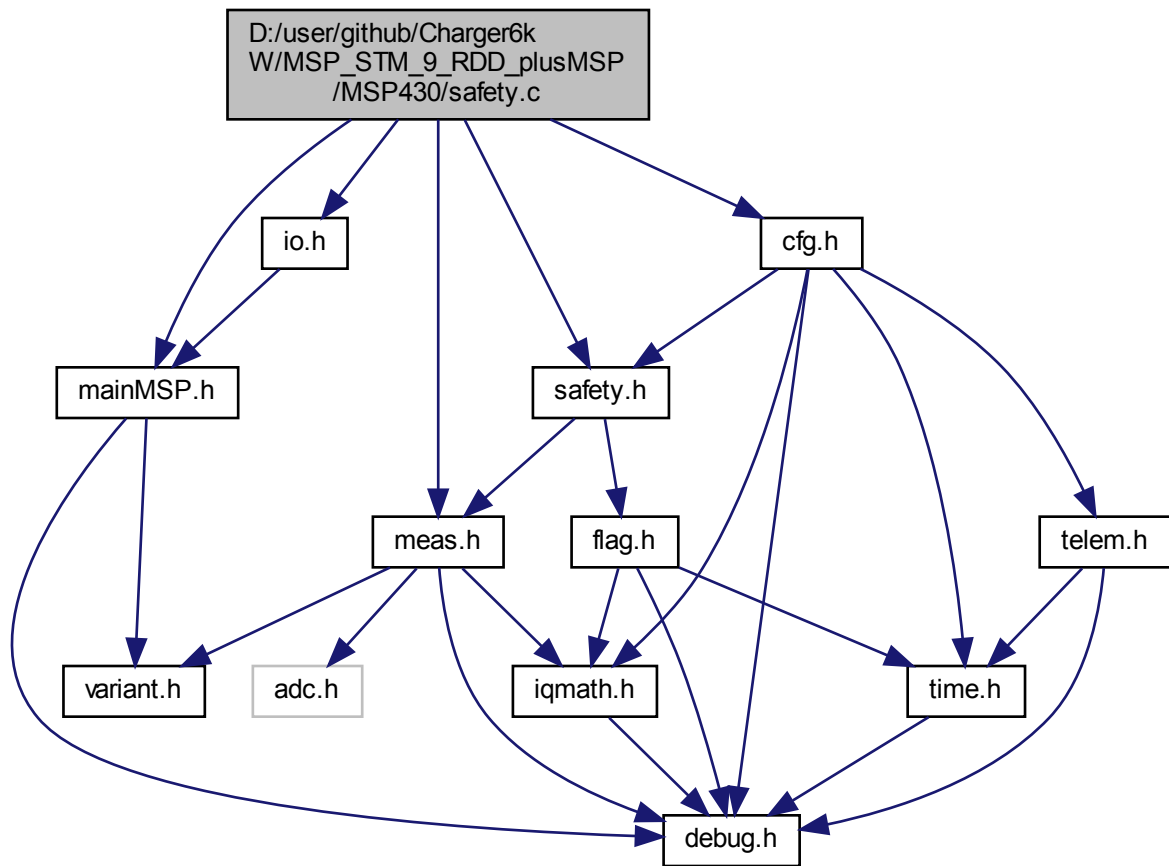 D:/user/github/Charger6k
W/MSP_STM_9_RDD_plusMSP
/MSP430/safety.c
io.h
cfg.h
mainMSP.h
safety.h
meas.h
flag.h
telem.h
variant.h
adc.h
iqmath.h
time.h
debug.h